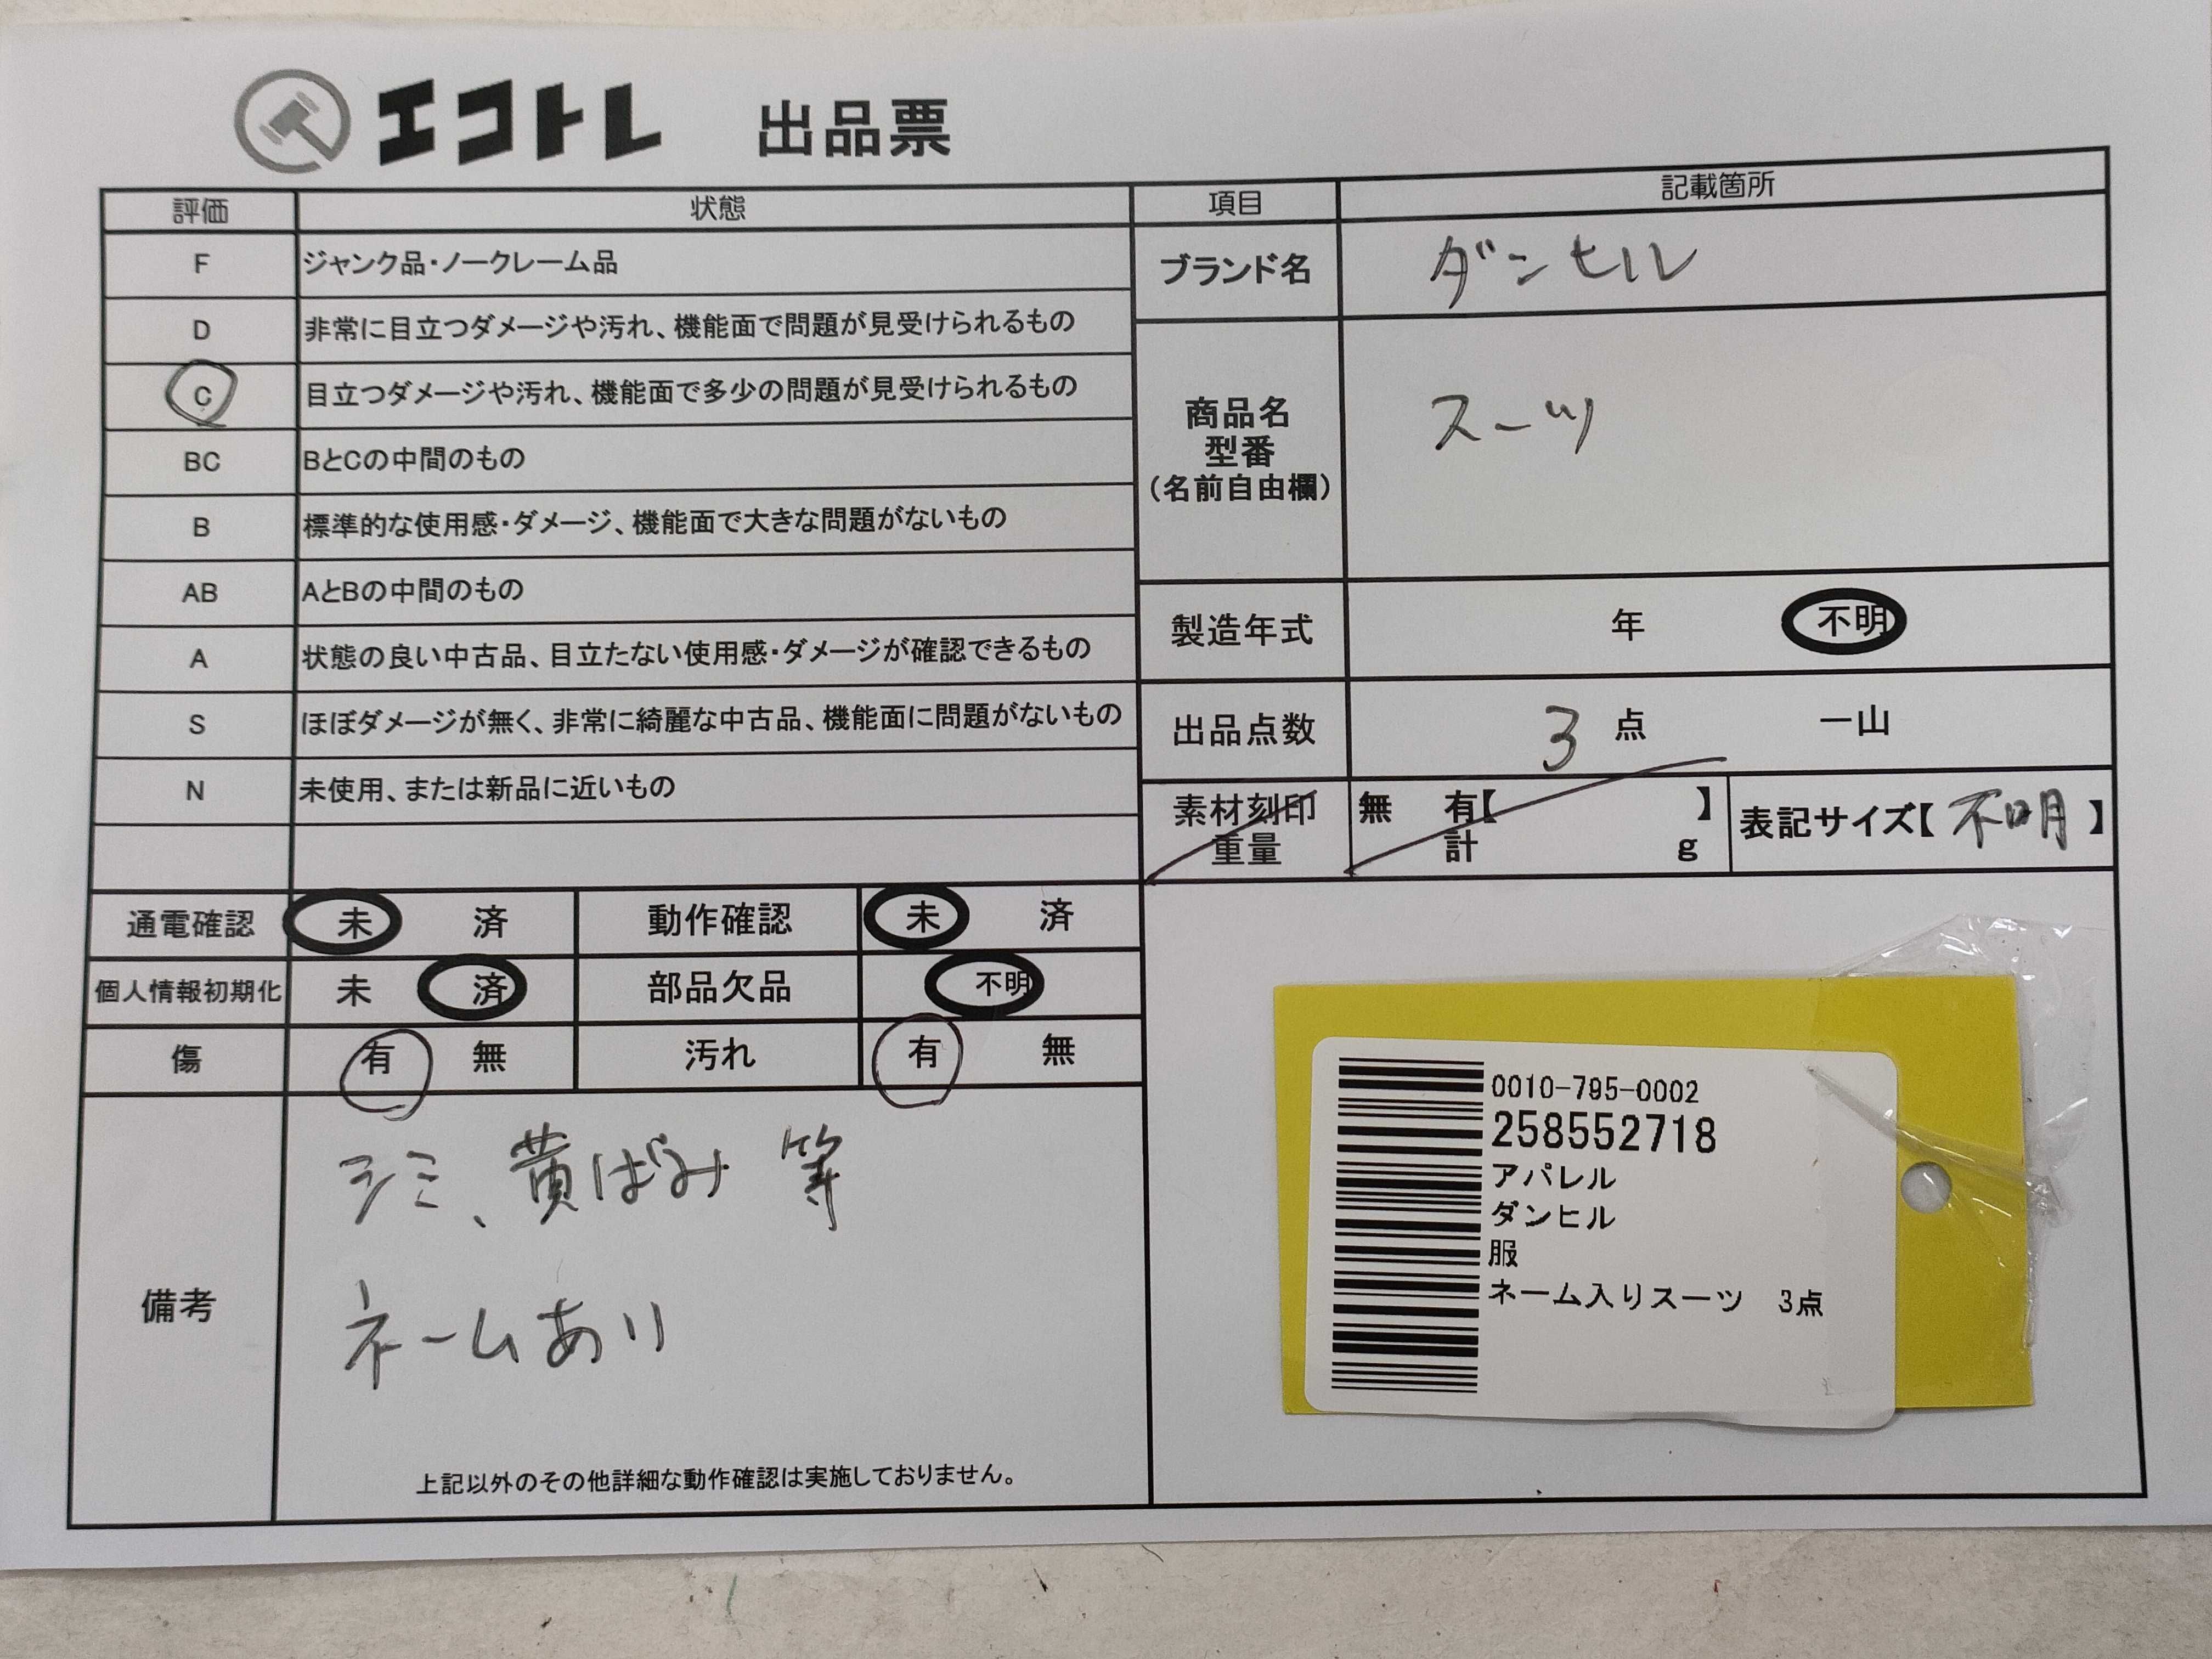 エコトレ 出品票
評価 状態
F ジャンク品・ノークレーム品
D 非常に目立つダメージや汚れ、機能面で問題が見受けられるもの
C 目立つダメージや汚れ、機能面で多少の問題が見受けられるもの
BC BとCの中間のもの
B 標準的な使用感・ダメージ、機能面で大きな問題がないもの
AB AとBの中間のもの
A 状態の良い中古品、目立たない使用感・ダメージが確認できるもの
S ほぼダメージが無く、非常に綺麗な中古品、機能面に問題がないもの
N 未使用、または新品に近いもの
項目 記載箇所
ブランド名 ダンヒル
商品名
型番
（名前自由欄）
スーツ
製造年式 年 不明
出品点数 3 点 一山
素材刻印 無 有【 】
重量 計 g
表記サイズ【 不明 】
通電確認 未 済 動作確認 未 済
個人情報初期化 未 済 部品欠品 不明
傷 有 無 汚れ 有 無
備考
シミ、黄ばみ 等
ネームあり
上記以外のその他詳細な動作確認は実施しておりません。
0010-795-0002
258552718
アパレル
ダンヒル
服
ネーム入りスーツ 3点